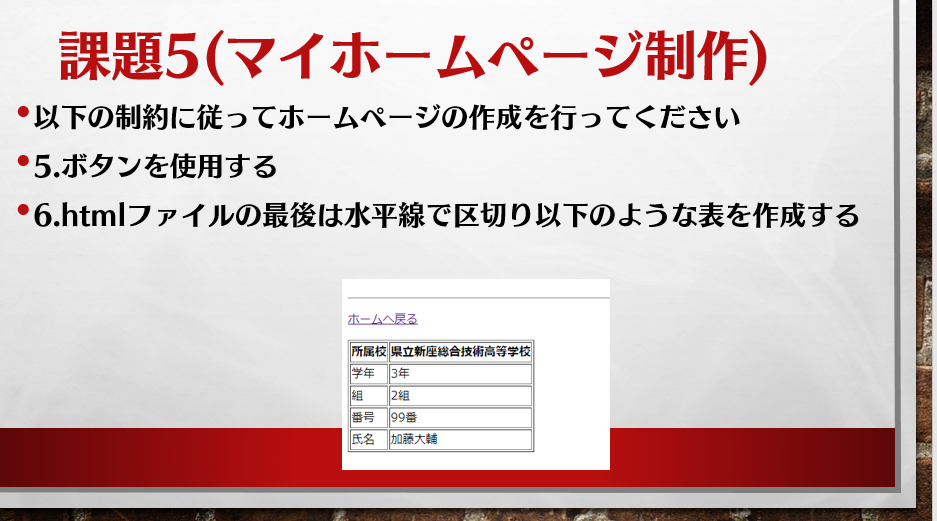 課題5(マイホームページ制作)
•以下の制約に従ってホームページの作成を行ってください
•5.ボタンを使用する
•6.htmlファイルの最後は水平線で区切り以下のような表を作成する
ホームへ戻る
所属校 県立新座総合技術高等学校
学年 3年
組 2組
番号 99番
氏名 加藤大輔